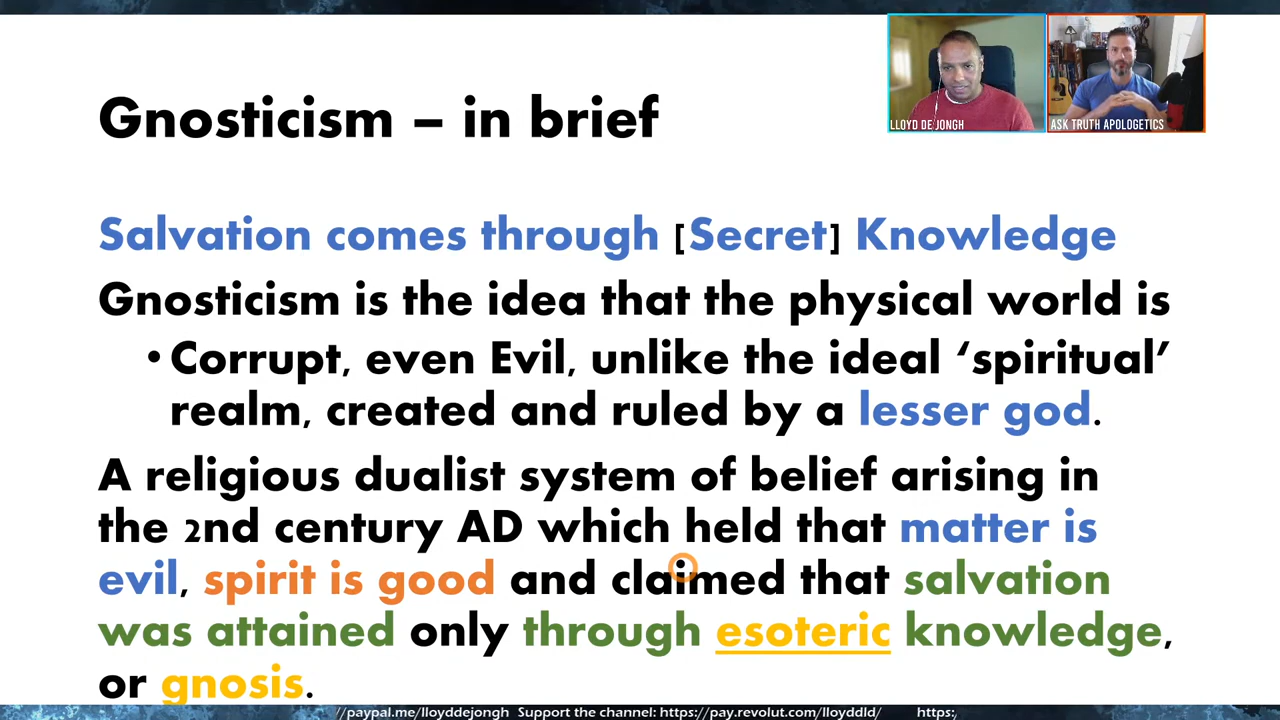 LLOYD DE JONGH
ASK TRUTH APOLOGETICS
Gnosticism – in brief
Salvation comes through [Secret] Knowledge
Gnosticism is the idea that the physical world is
• Corrupt, even Evil, unlike the ideal ‘spiritual’
realm, created and ruled by a lesser god.
A religious dualist system of belief arising in
the 2nd century AD which held that matter is
evil, spirit is good and claimed that salvation
was attained only through esoteric knowledge,
or gnosis.
//paypal.me/lloyddejongh Support the channel: https://pay.revolut.com/lloyddld/ https:/